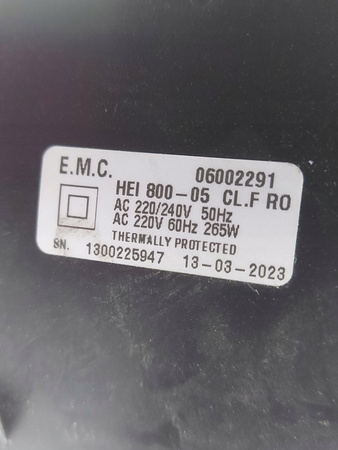 E.M.C. 06002291
HEI 800-05 CL.F RO
AC 220/240V 50Hz
AC 220V 60Hz 265W
THERMALLY PROTECTED
SN. 1300225947 13-03-2023